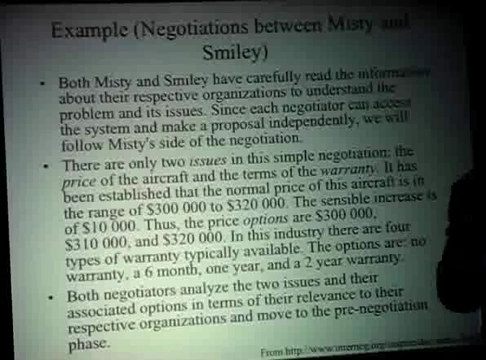 Example (Negotiations between Misty and
Smiley)
• Both Misty and Smiley have carefully read the information
about their respective organizations to understand the
problem and its issues. Since each negotiator can access
the system and make a proposal independently, we will
follow Misty's side of the negotiation.
• There are only two issues in this simple negotiation: the
price of the aircraft and the terms of the warranty. It has
been established that the normal price of this aircraft is in
the range of $300 000 to $320 000. The sensible increase is
of $10 000. Thus, the price options are $300 000,
$310 000, and $320 000. In this industry there are four
types of warranty typically available. The options are: no
warranty, a 6 month, one year, and a 2 year warranty.
• Both negotiators analyze the two issues and their
associated options in terms of their relevance to their
respective organizations and move to the pre-negotiation
phase.
From